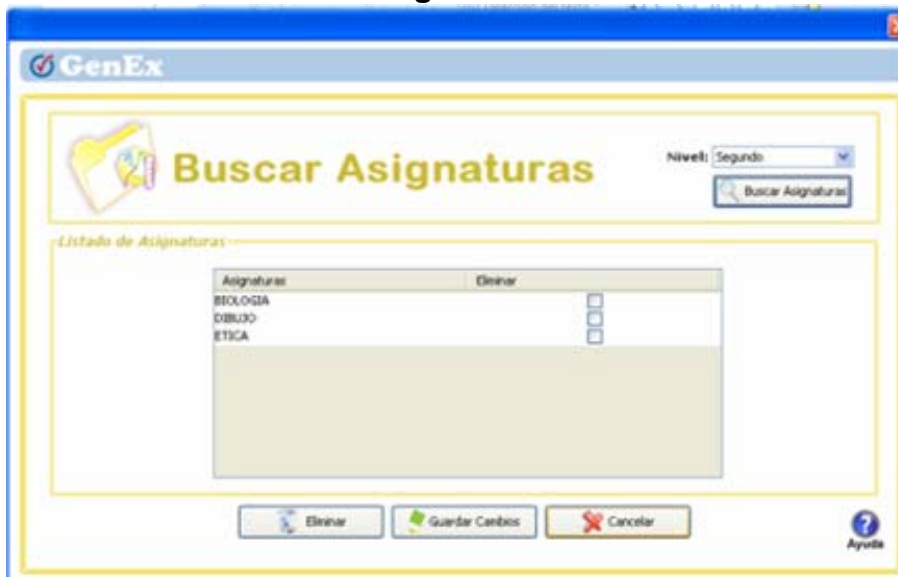 GenEx
Buscar Asignaturas
Nivel: Segundo
Buscar Asignaturas
Listado de Asignaturas
Asignaturas Eliminar
BIOLOGIA
DIBUJO
ETICA
Eliminar Guardar Cambios Cancelar
Ayuda